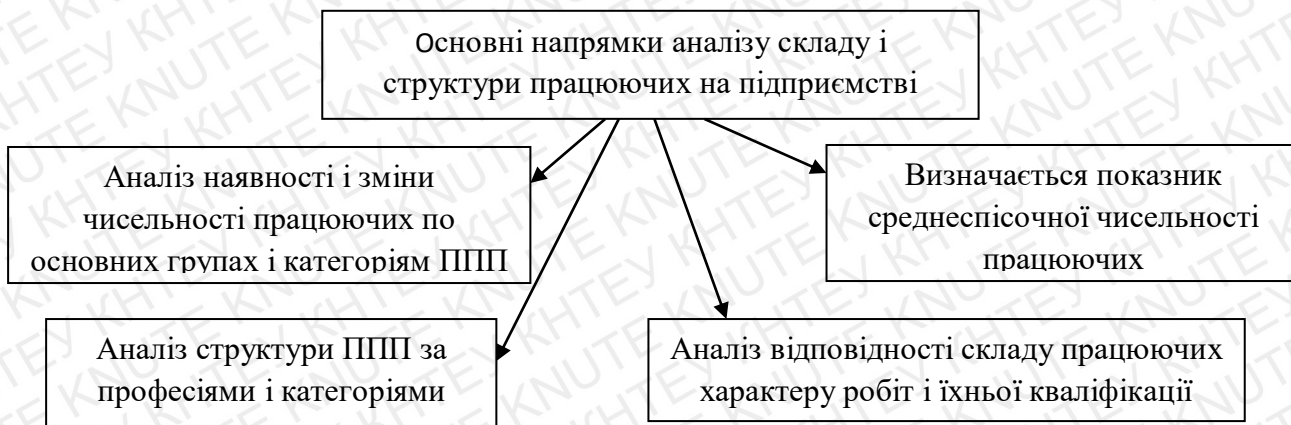 Основні напрямки аналізу складу і
структури працюючих на підприємстві
Аналіз наявності і зміни
чисельності працюючих по
основних групах і категоріям ППП
Визначається показник
среднеспісочної чисельності
працюючих
Аналіз структури ППП за
професіями і категоріями
Аналіз відповідності складу працюючих
характеру робіт і їхньої кваліфікації